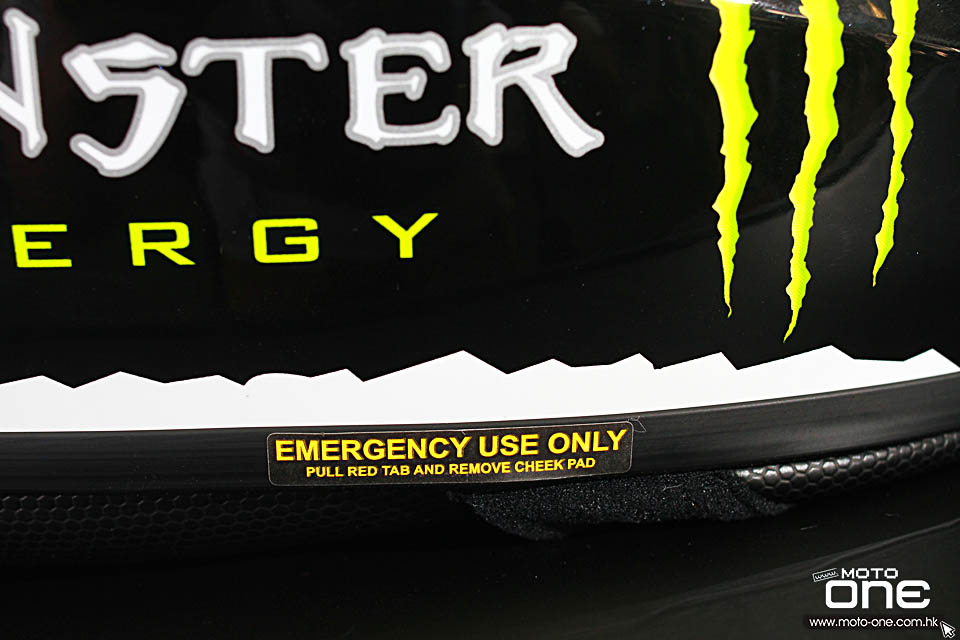 NSTER
ENERGY
EMERGENCY USE ONLY
PULL RED TAB AND REMOVE CHEEK PAD
www.
MOTO
ONE
www.moto-one.com.hk